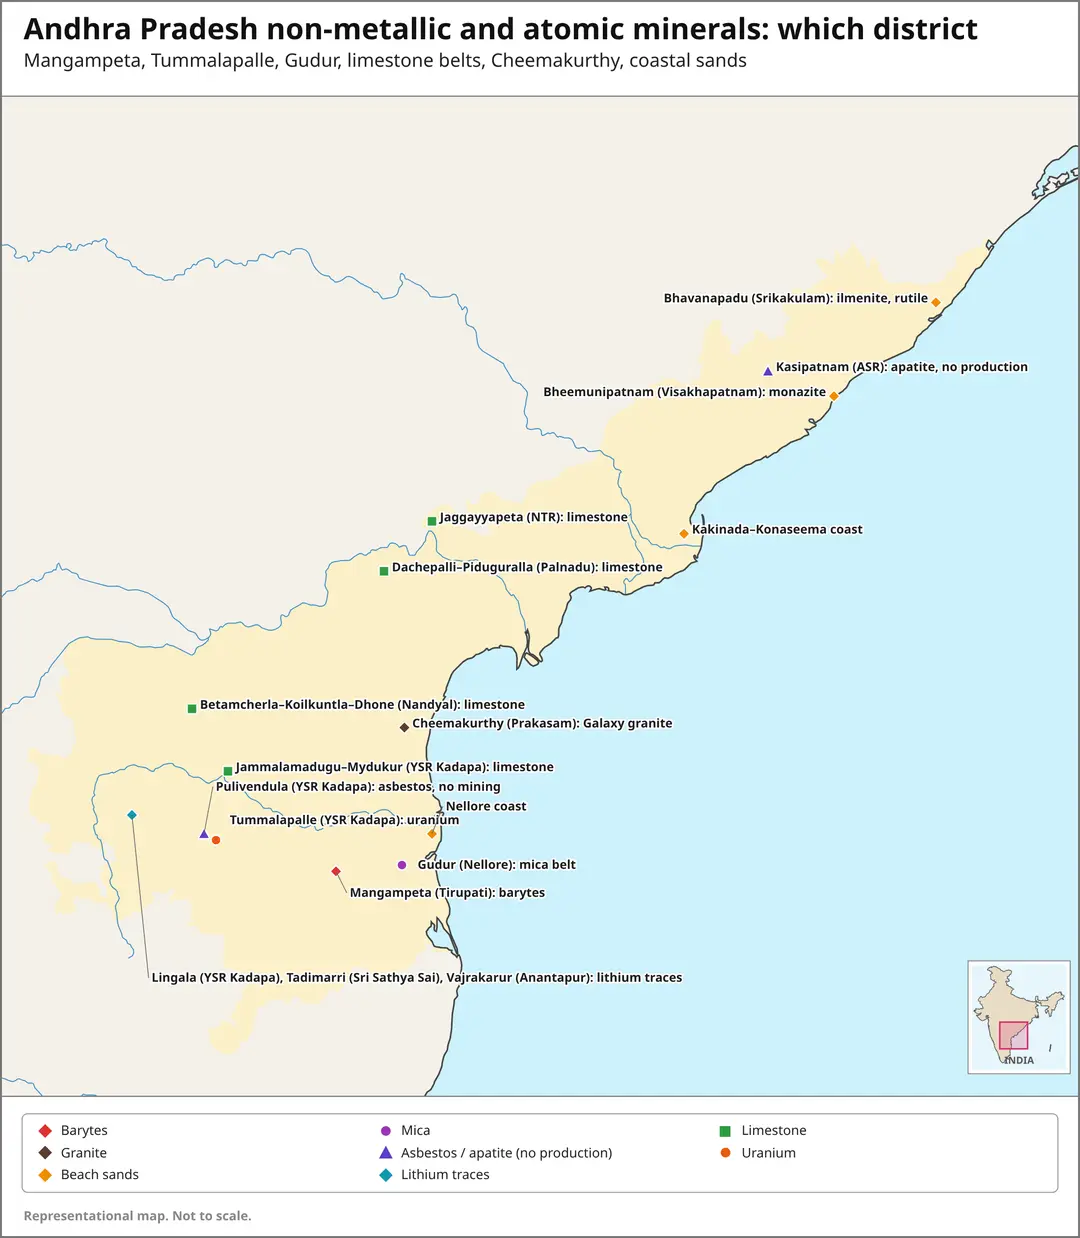 Andhra Pradesh non-metallic and atomic minerals: which district
Mangampeta, Tummalapalle, Gudur, limestone belts, Cheemakurthy, coastal sands
Bhavanapadu (Srikakulam): ilmenite, rutile
Kasipatnam (ASR): apatite, no production
Bheemunipatnam (Visakhapatnam): monazite
Jaggayyapeta (NTR): limestone
Kakinada–Konaseema coast
Dachepalli–Piduguralla (Palnadu): limestone
Betamcherla–Koilkuntla–Dhone (Nandyal): limestone
Cheemakurthy (Prakasam): Galaxy granite
Jammalamadugu–Mydukur (YSR Kadapa): limestone
Pulivendula (YSR Kadapa): asbestos, no mining
Nellore coast
Tummalapalle (YSR Kadapa): uranium
Gudur (Nellore): mica belt
Mangampeta (Tirupati): barytes
Lingala (YSR Kadapa), Tadimarri (Sri Sathya Sai), Vajrakarur (Anantapur): lithium traces
INDIA
Barytes
Mica
Limestone
Granite
Asbestos / apatite (no production)
Uranium
Beach sands
Lithium traces
Representational map. Not to scale.